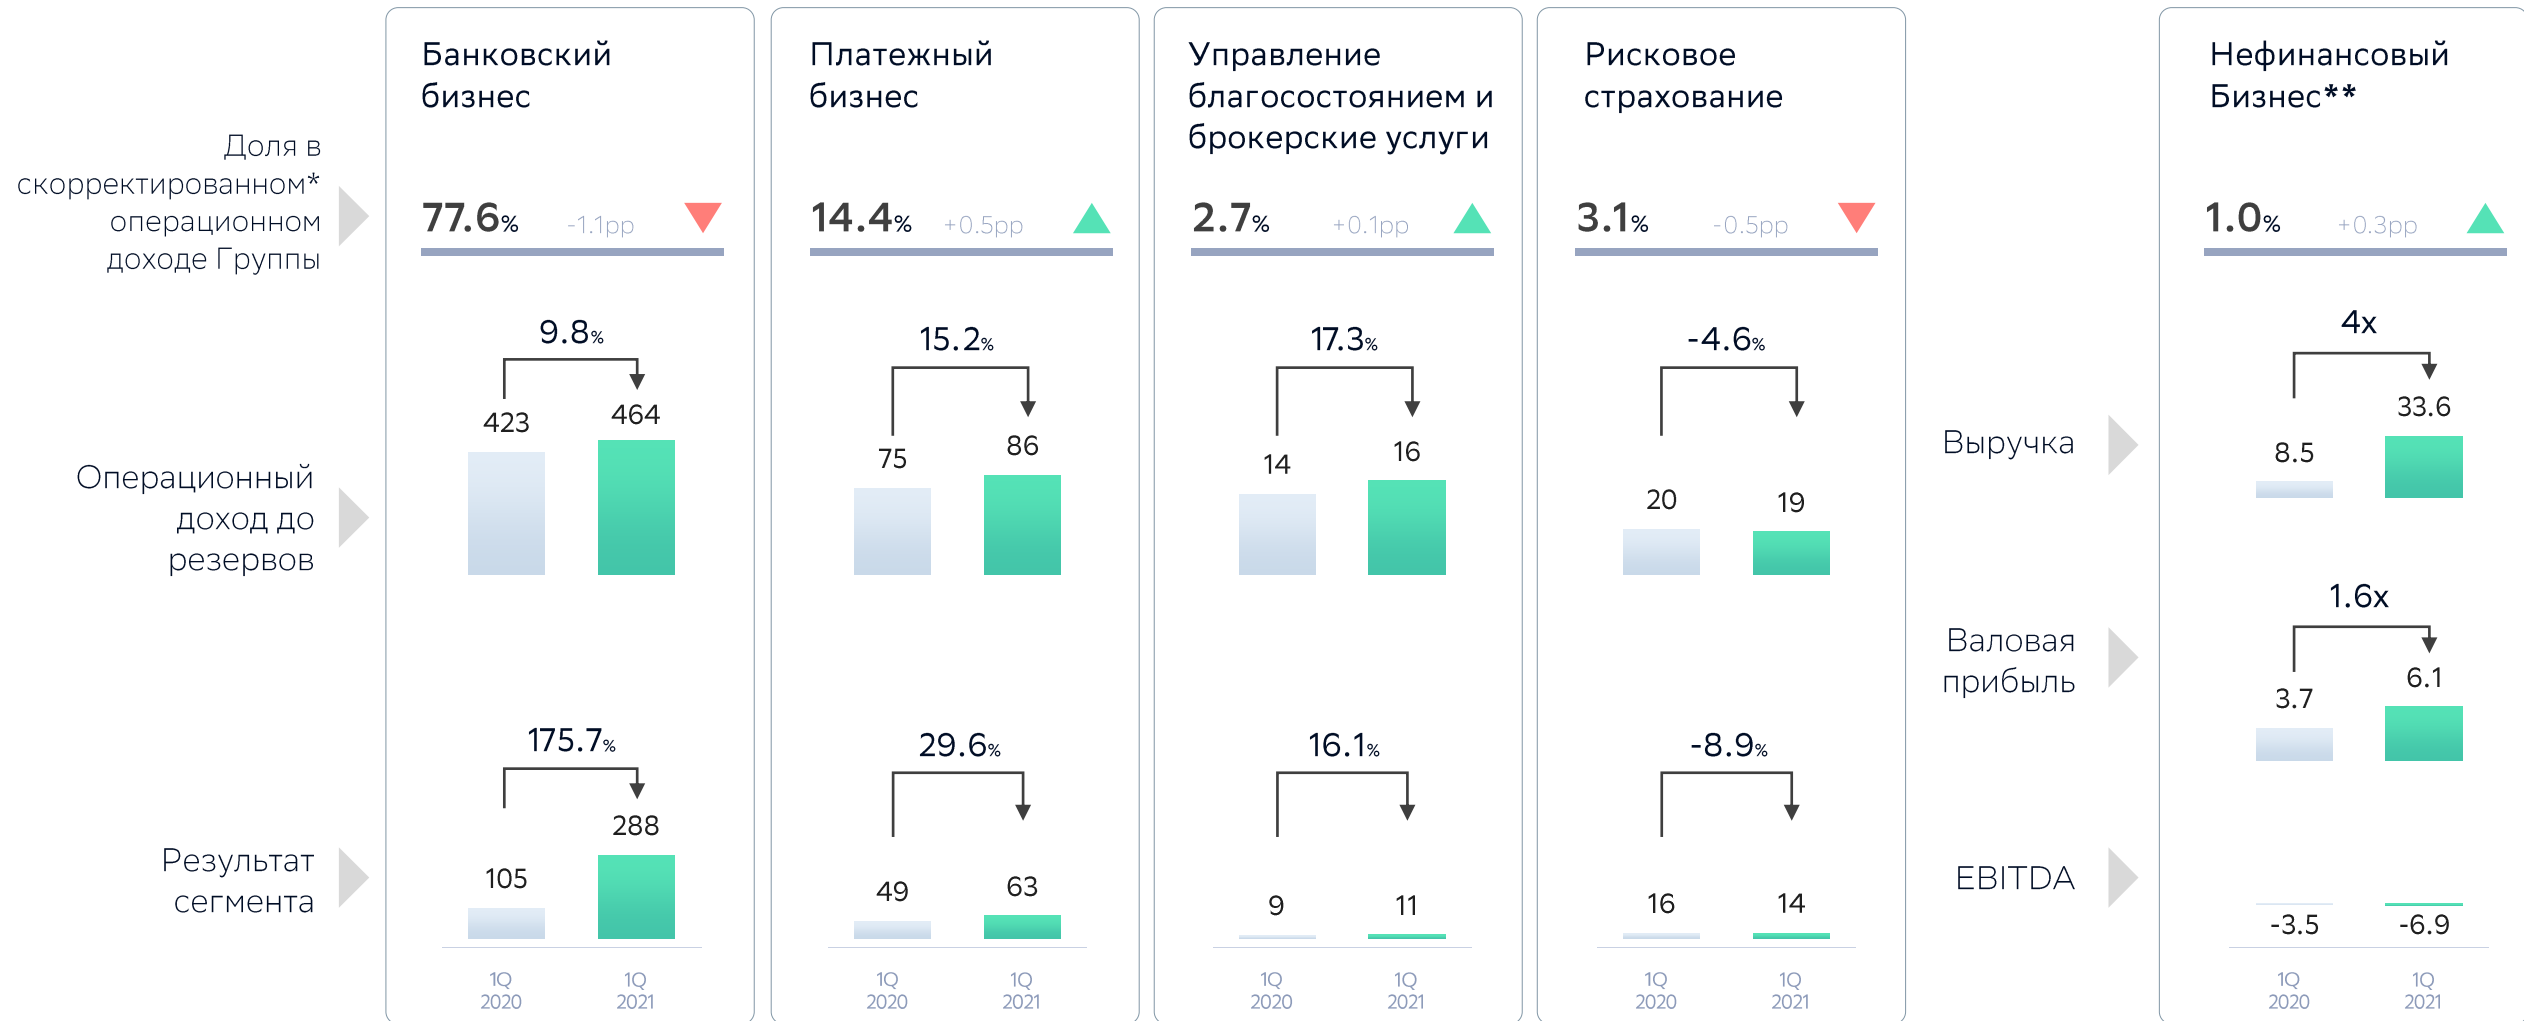 Банковский
бизнес
Платежный
бизнес
Управление
благосостоянием и
брокерские услуги
Рисковое
страхование
Нефинансовый
Бизнес**
Доля в
скорректированном*
операционном
доходе Группы
77.6% -1.1pp
14.4% +0.5pp
2.7% +0.1pp
3.1% -0.5pp
1.0% +0.3pp
Операционный
доход до
резервов
9.8%
423 464
15.2%
75 86
17.3%
14 16
-4.6%
20 19
Выручка
4x
8.5 33.6
Валовая
прибыль
1.6x
3.7 6.1
Результат
сегмента
175.7%
105 288
29.6%
49 63
16.1%
9 11
-8.9%
16 14
EBITDA
-3.5 -6.9
1Q
2020
1Q
2021
1Q
2020
1Q
2021
1Q
2020
1Q
2021
1Q
2020
1Q
2021
1Q
2020
1Q
2021